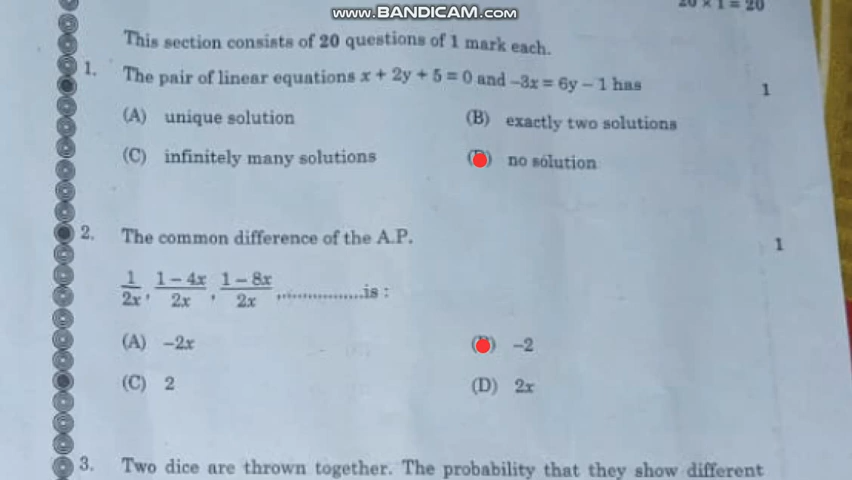 www.BANDICAM.com
20 × 1 = 20
This section consists of 20 questions of 1 mark each.
1. The pair of linear equations x + 2y + 5 = 0 and –3x = 6y – 1 has 1
(A) unique solution (B) exactly two solutions
(C) infinitely many solutions no solution
2. The common difference of the A.P. 1
1/2x, 1 – 4x/2x, 1 – 8x/2x, ................is :
(A) –2x –2
(C) 2 (D) 2x
3. Two dice are thrown together. The probability that they show different